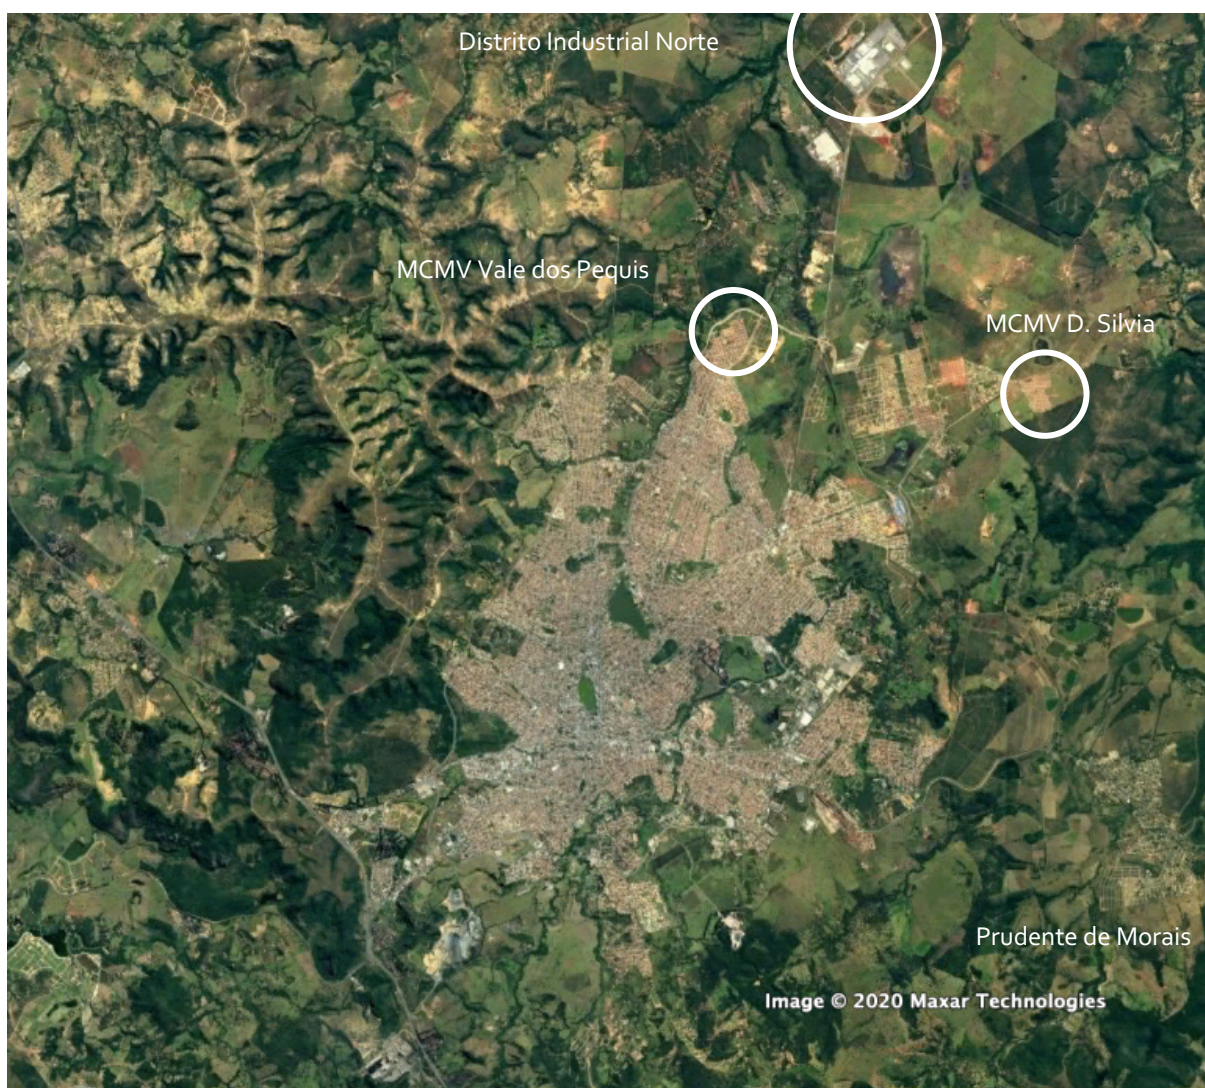 Distrito Industrial Norte
MCMV Vale dos Pequis
MCMV D. Silvia
Prudente de Morais
Image © 2020 Maxar Technologies